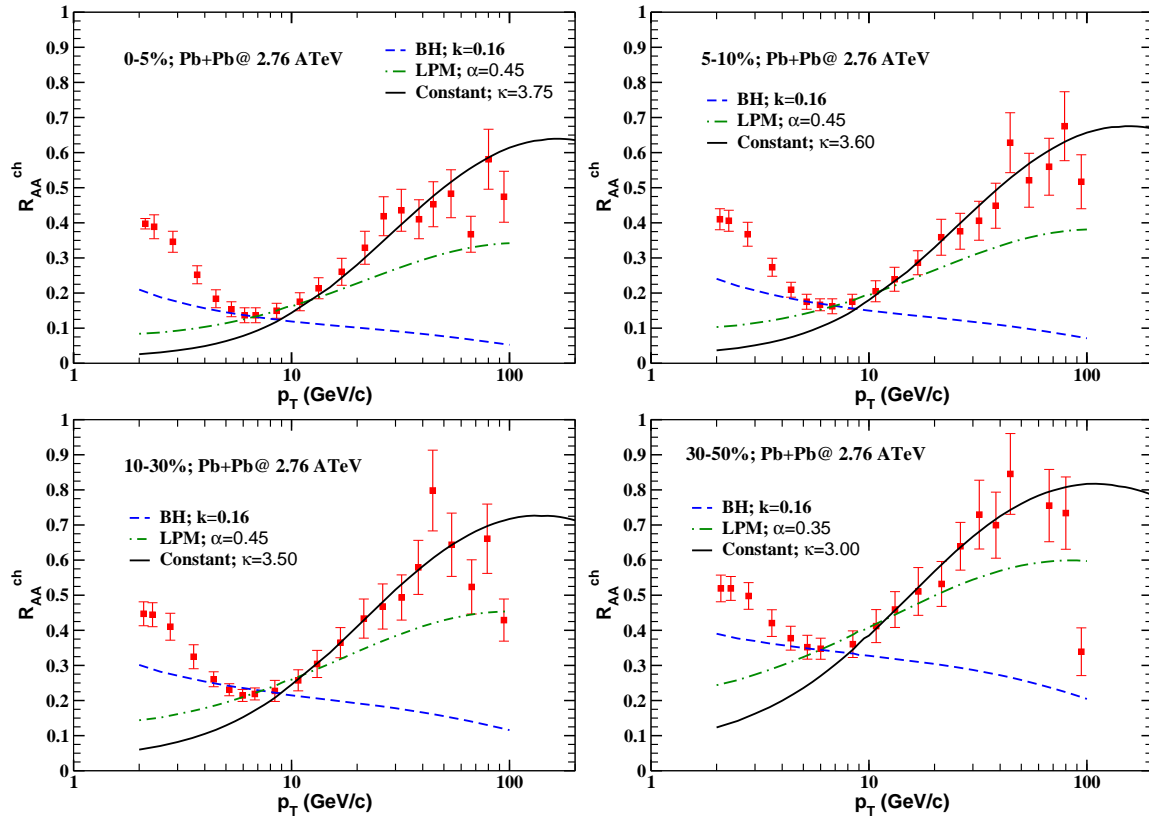 0-5%; Pb+Pb@ 2.76 ATeV
BH; k=0.16
LPM; α=0.45
Constant; κ=3.75
R_AA^ch
0
0.1
0.2
0.3
0.4
0.5
0.6
0.7
0.8
0.9
1
1
10
100
p_T (GeV/c)
5-10%; Pb+Pb@ 2.76 ATeV
BH; k=0.16
LPM; α=0.45
Constant; κ=3.60
R_AA^ch
0
0.1
0.2
0.3
0.4
0.5
0.6
0.7
0.8
0.9
1
1
10
100
p_T (GeV/c)
10-30%; Pb+Pb@ 2.76 ATeV
BH; k=0.16
LPM; α=0.45
Constant; κ=3.50
R_AA^ch
0
0.1
0.2
0.3
0.4
0.5
0.6
0.7
0.8
0.9
1
1
10
100
p_T (GeV/c)
30-50%; Pb+Pb@ 2.76 ATeV
BH; k=0.16
LPM; α=0.35
Constant; κ=3.00
R_AA^ch
0
0.1
0.2
0.3
0.4
0.5
0.6
0.7
0.8
0.9
1
1
10
100
p_T (GeV/c)